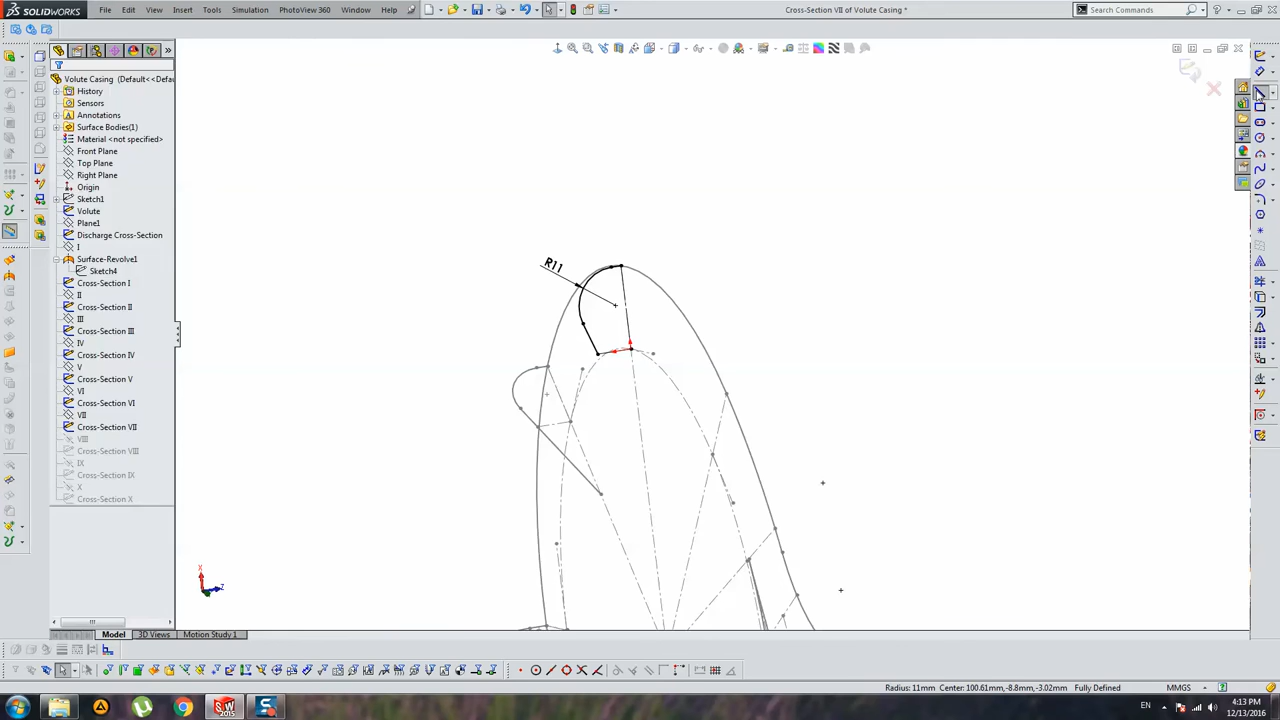 SOLIDWORKS
File Edit View Insert Tools Simulation PhotoView 360 Window Help
Cross-Section VII of Volute Casing *
Search Commands
Volute Casing (Default<<Defau
History
Sensors
Annotations
Surface Bodies(1)
Material <not specified>
Front Plane
Top Plane
Right Plane
Origin
Sketch1
Volute
Plane1
Discharge Cross-Section
I
Surface-Revolve1
Sketch4
Cross-Section I
II
Cross-Section II
III
Cross-Section III
IV
Cross-Section IV
V
Cross-Section V
VI
Cross-Section VI
VII
Cross-Section VII
VIII
Cross-Section VIII
IX
Cross-Section IX
X
Cross-Section X
R11
X
Z
Model 3D Views Motion Study 1
Radius: 11mm Center: 100.61mm,-8.8mm,-3.02mm Fully Defined MMGS
SW
2015
S
EN
4:13 PM
12/13/2016